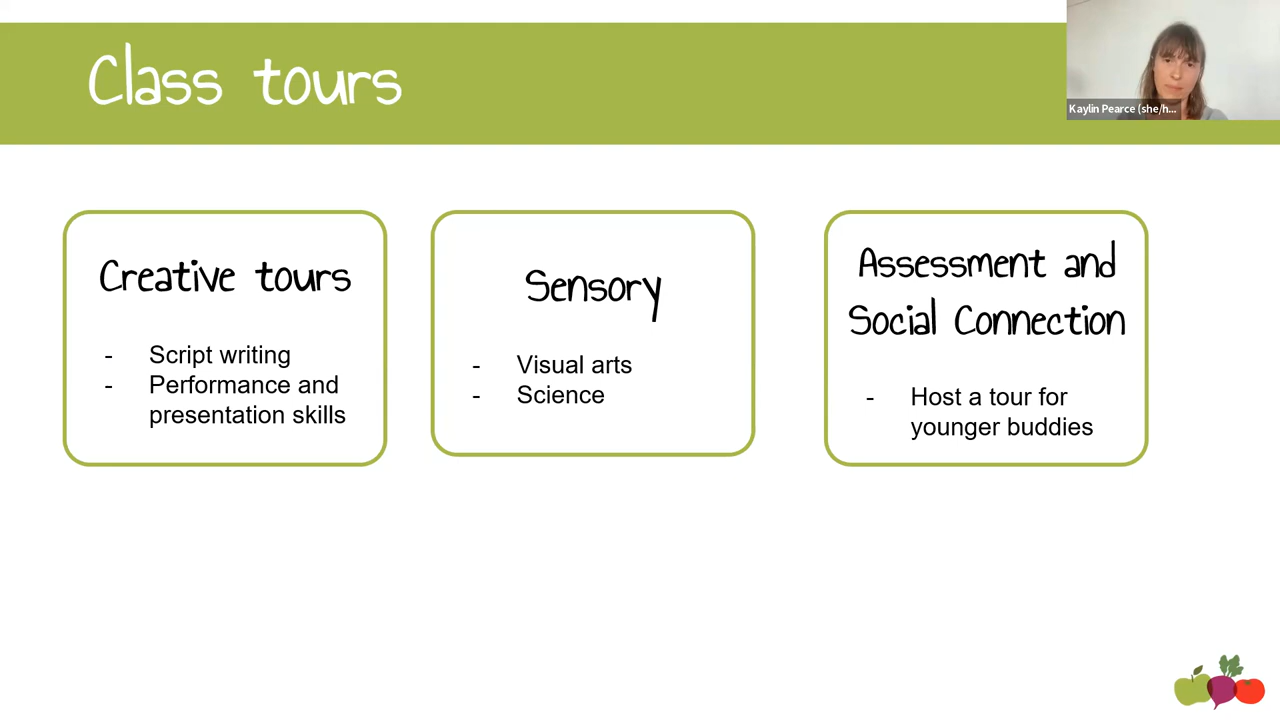 Class tours
Kaylin Pearce (she/h...
Creative tours
- Script writing
- Performance and
presentation skills
Sensory
- Visual arts
- Science
Assessment and
Social Connection
- Host a tour for
younger buddies